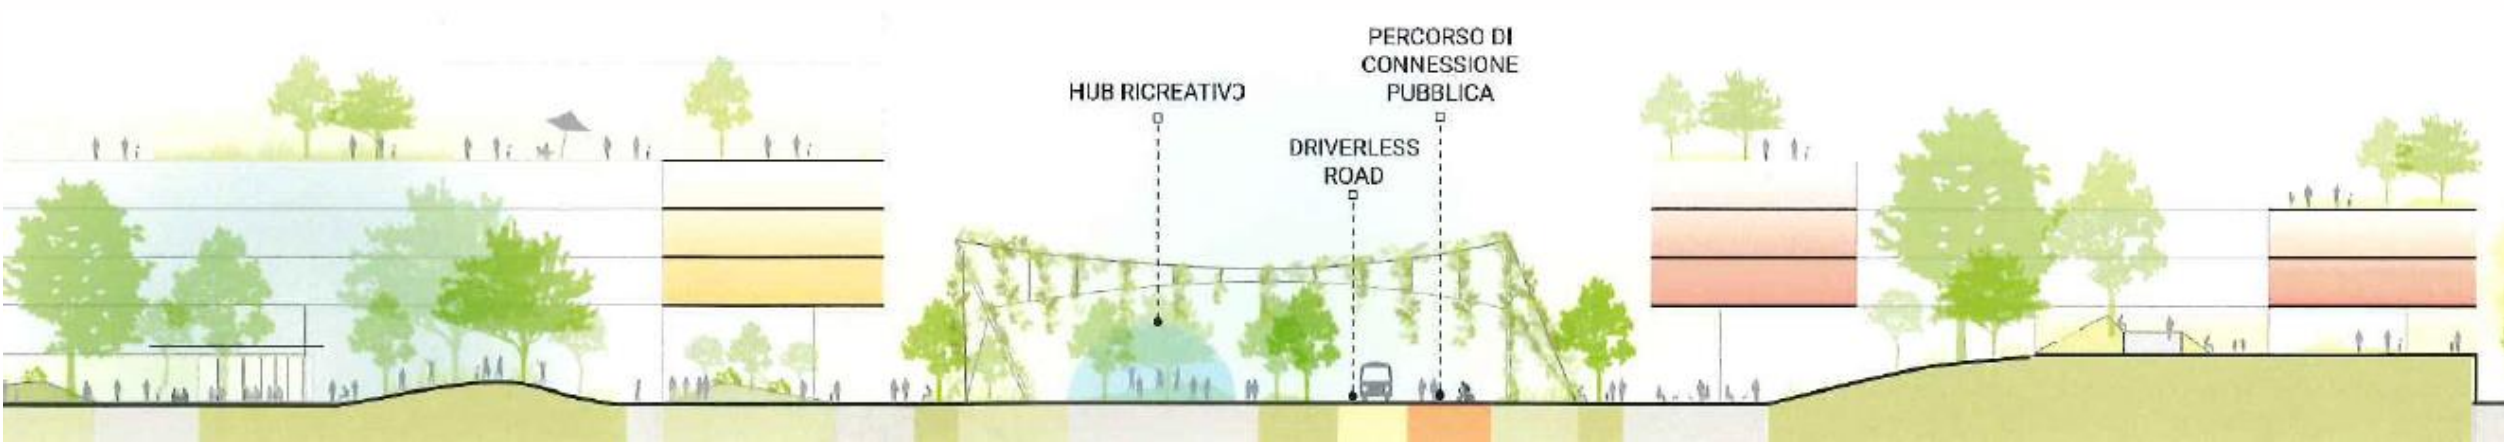 HUB RICREATIVO
PERCORSO DI
CONNESSIONE
PUBBLICA
DRIVERLESS
ROAD